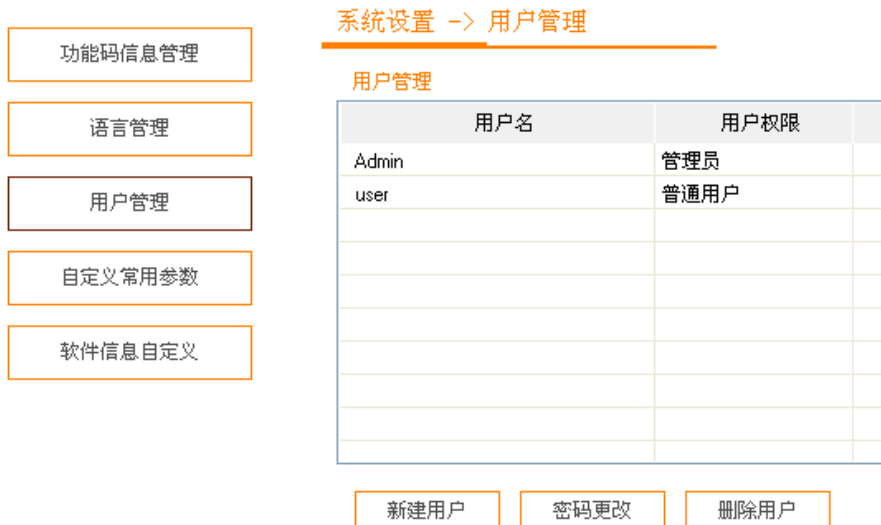 系统设置 -> 用户管理
功能码信息管理
语言管理
用户管理
自定义常用参数
软件信息自定义
用户管理
用户名 用户权限
Admin 管理员
user 普通用户
新建用户 密码更改 删除用户